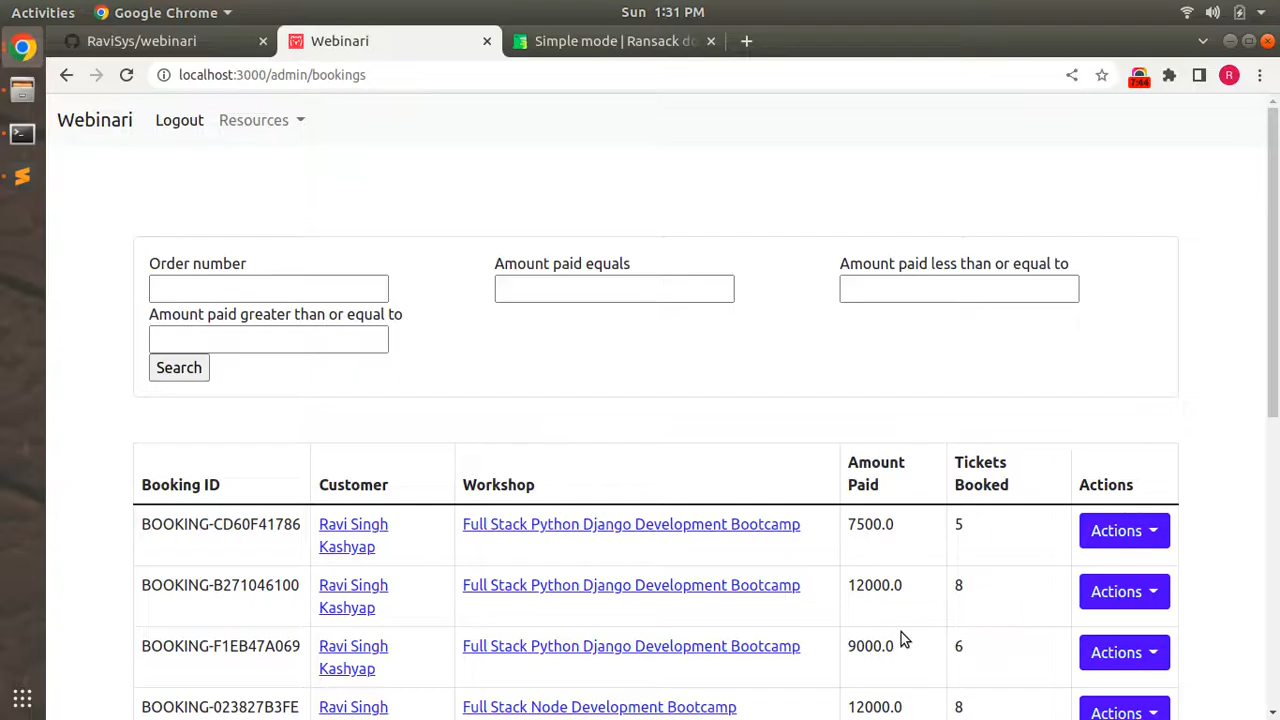 Activities Google Chrome Sun 1:31 PM
RaviSys/webinari Webinari Simple mode | Ransack do
localhost:3000/admin/bookings 7:44 R
Webinari Logout Resources
Order number Amount paid equals Amount paid less than or equal to
Amount paid greater than or equal to
Search
Booking ID Customer Workshop Amount Paid Tickets Booked Actions
BOOKING-CD60F41786 Ravi Singh Kashyap Full Stack Python Django Development Bootcamp 7500.0 5 Actions
BOOKING-B271046100 Ravi Singh Kashyap Full Stack Python Django Development Bootcamp 12000.0 8 Actions
BOOKING-F1EB47A069 Ravi Singh Kashyap Full Stack Python Django Development Bootcamp 9000.0 6 Actions
BOOKING-023827B3FE Ravi Singh Full Stack Node Development Bootcamp 12000.0 8 Actions